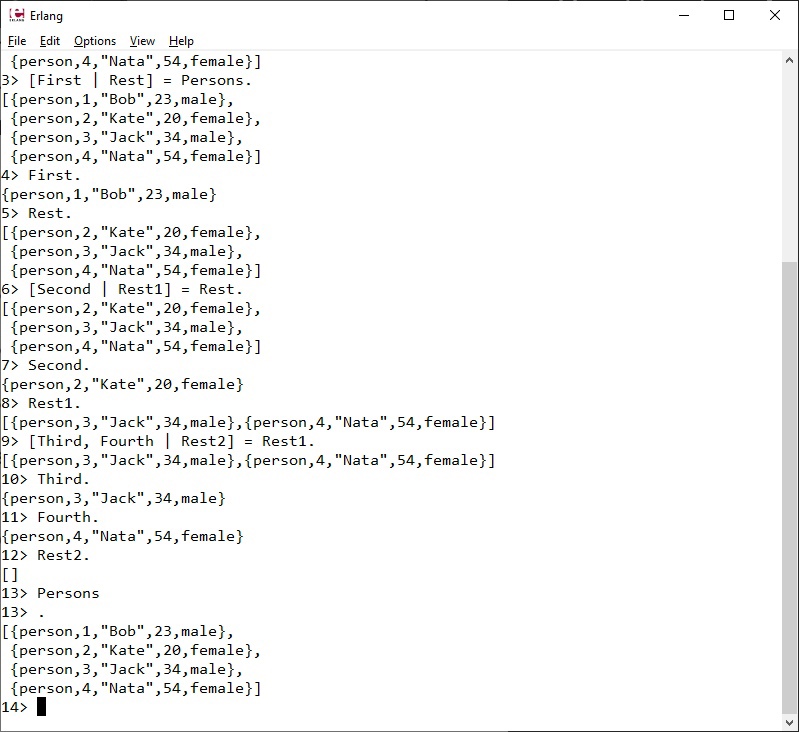 Erlang
File Edit Options View Help
 {person,4,"Nata",54,female}]
3> [First | Rest] = Persons.
[{person,1,"Bob",23,male},
 {person,2,"Kate",20,female},
 {person,3,"Jack",34,male},
 {person,4,"Nata",54,female}]
4> First.
{person,1,"Bob",23,male}
5> Rest.
[{person,2,"Kate",20,female},
 {person,3,"Jack",34,male},
 {person,4,"Nata",54,female}]
6> [Second | Rest1] = Rest.
[{person,2,"Kate",20,female},
 {person,3,"Jack",34,male},
 {person,4,"Nata",54,female}]
7> Second.
{person,2,"Kate",20,female}
8> Rest1.
[{person,3,"Jack",34,male},{person,4,"Nata",54,female}]
9> [Third, Fourth | Rest2] = Rest1.
[{person,3,"Jack",34,male},{person,4,"Nata",54,female}]
10> Third.
{person,3,"Jack",34,male}
11> Fourth.
{person,4,"Nata",54,female}
12> Rest2.
[]
13> Persons
13> .
[{person,1,"Bob",23,male},
 {person,2,"Kate",20,female},
 {person,3,"Jack",34,male},
 {person,4,"Nata",54,female}]
14>